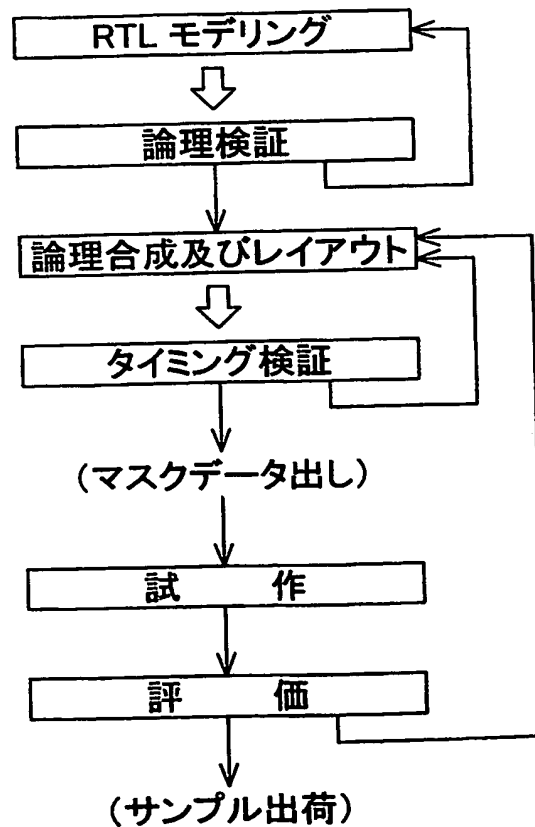 RTL モデリング
論理検証
論理合成及びレイアウト
タイミング検証
(マスクデータ出し)
試 作
評 価
(サンプル出荷)